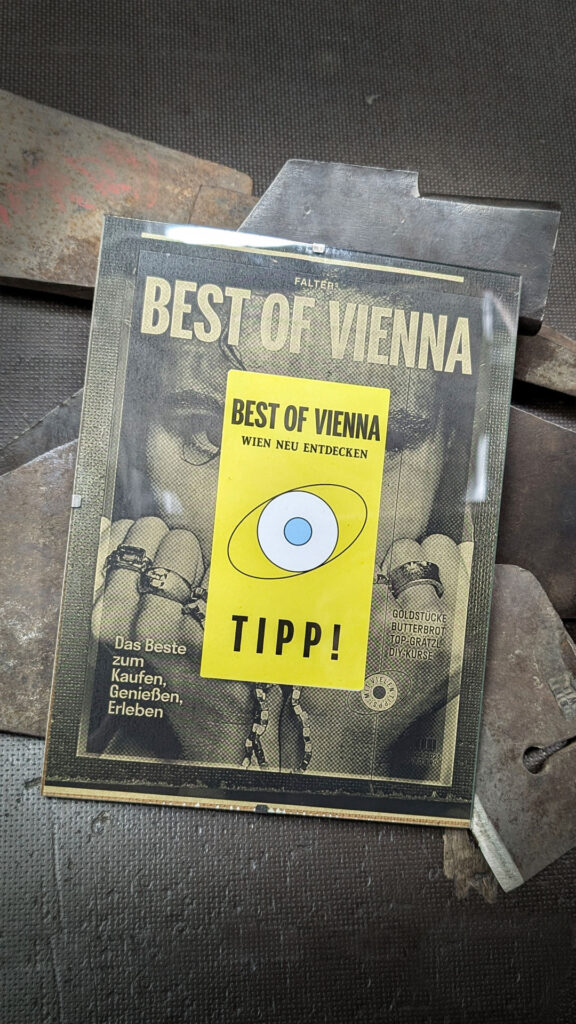 FALTERS
BEST OF VIENNA
BEST OF VIENNA
WIEN NEU ENTDECKEN
TIPP!
GOLDSTÜCKE
BUTTERBROT
TOP-GRÄTZL
DIY-KURSE
Das Beste
zum
Kaufen,
Genießen,
Erleben